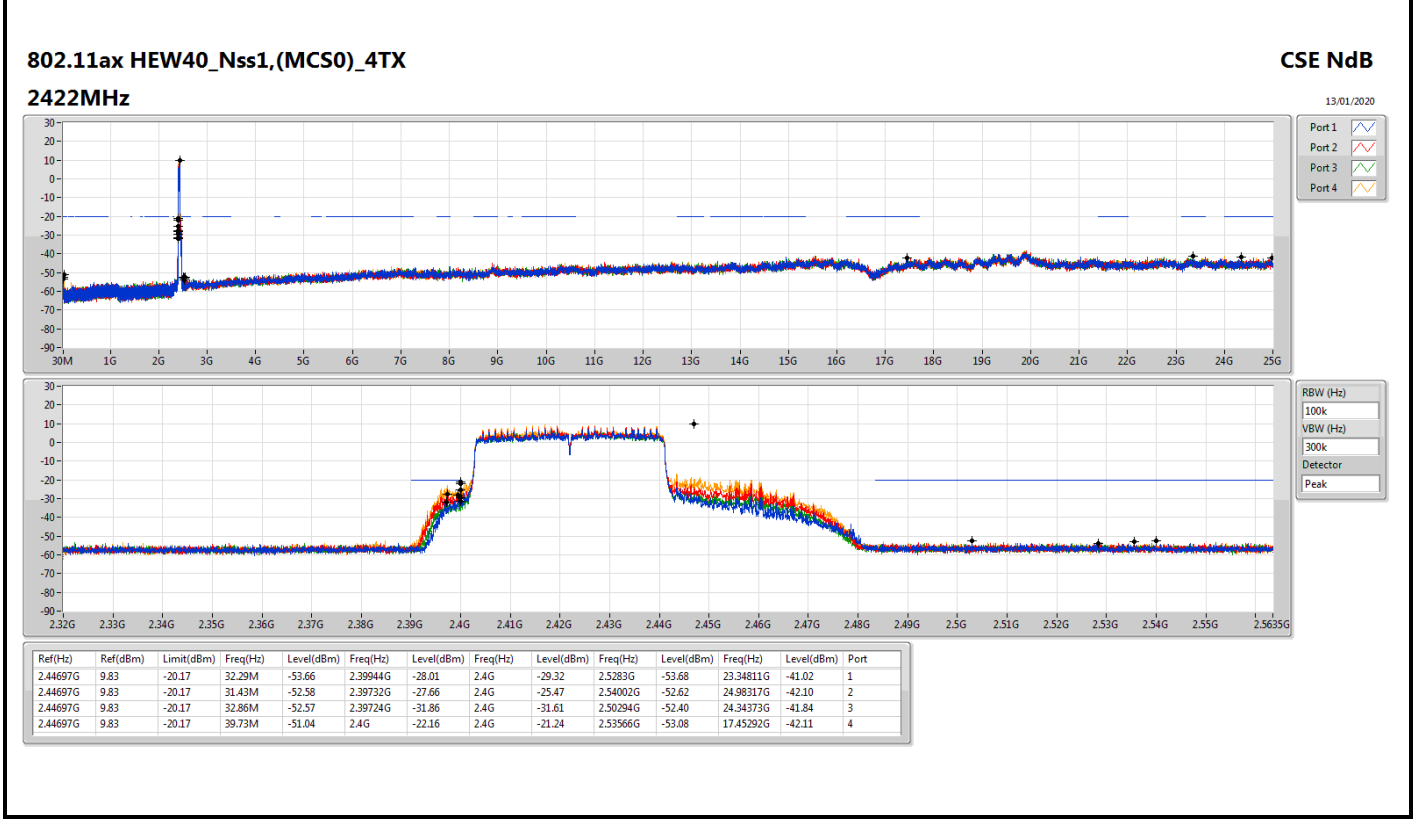 802.11ax HEW40_Nss1,(MCS0)_4TX CSE NdB
2422MHz 13/01/2020
30
20
10
0
-10
-20
-30
-40
-50
-60
-70
-80
-90
30M 1G 2G 3G 4G 5G 6G 7G 8G 9G 10G 11G 12G 13G 14G 15G 16G 17G 18G 19G 20G 21G 22G 23G 24G 25G
Port 1
Port 2
Port 3
Port 4
30
20
10
0
-10
-20
-30
-40
-50
-60
-70
-80
-90
2.32G 2.33G 2.34G 2.35G 2.36G 2.37G 2.38G 2.39G 2.4G 2.41G 2.42G 2.43G 2.44G 2.45G 2.46G 2.47G 2.48G 2.49G 2.5G 2.51G 2.52G 2.53G 2.54G 2.55G 2.5635G
RBW (Hz)
100k
VBW (Hz)
300k
Detector
Peak
Ref(Hz) Ref(dBm) Limit(dBm) Freq(Hz) Level(dBm) Freq(Hz) Level(dBm) Freq(Hz) Level(dBm) Freq(Hz) Level(dBm) Freq(Hz) Level(dBm) Port
2.44697G 9.83 -20.17 32.29M -53.66 2.39944G -28.01 2.4G -29.32 2.5283G -53.68 23.34811G -41.02 1
2.44697G 9.83 -20.17 31.43M -52.58 2.39732G -27.66 2.4G -25.47 2.54002G -52.62 24.98317G -42.10 2
2.44697G 9.83 -20.17 32.86M -52.57 2.39724G -31.86 2.4G -31.61 2.50294G -52.40 24.34373G -41.84 3
2.44697G 9.83 -20.17 39.73M -51.04 2.4G -22.16 2.4G -21.24 2.53566G -53.08 17.45292G -42.11 4